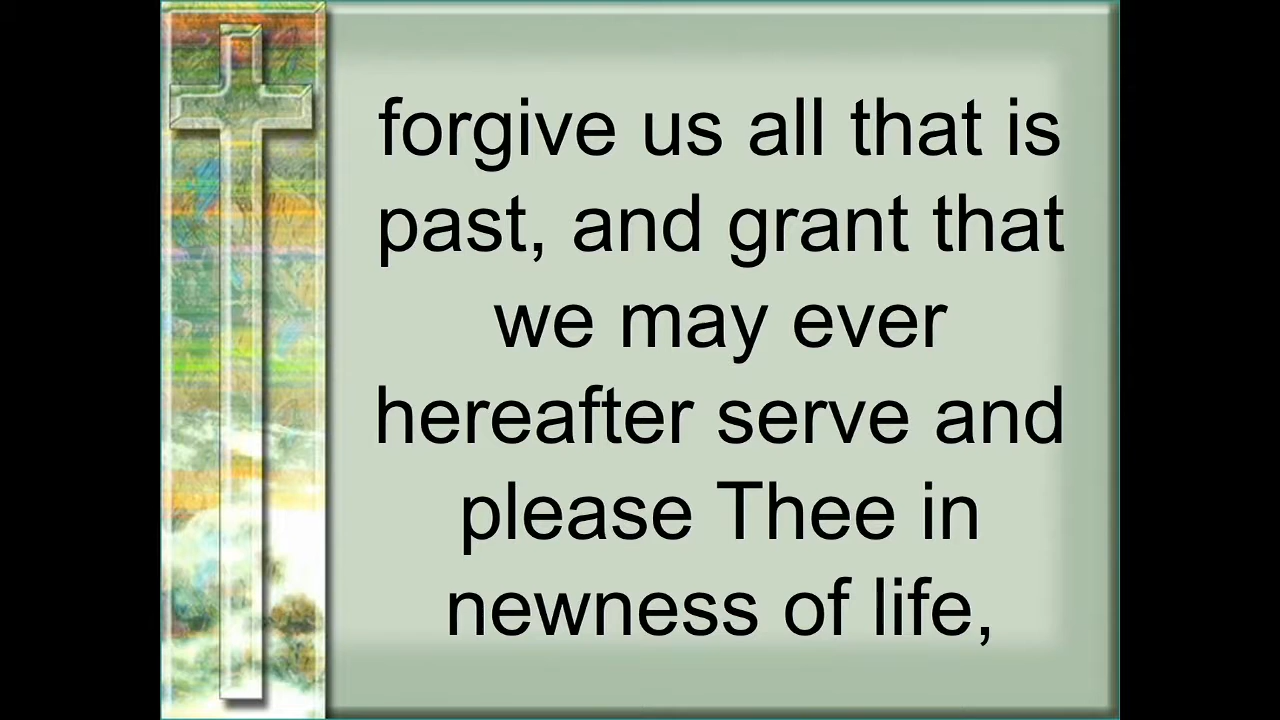 forgive us all that is
past, and grant that
we may ever
hereafter serve and
please Thee in
newness of life,